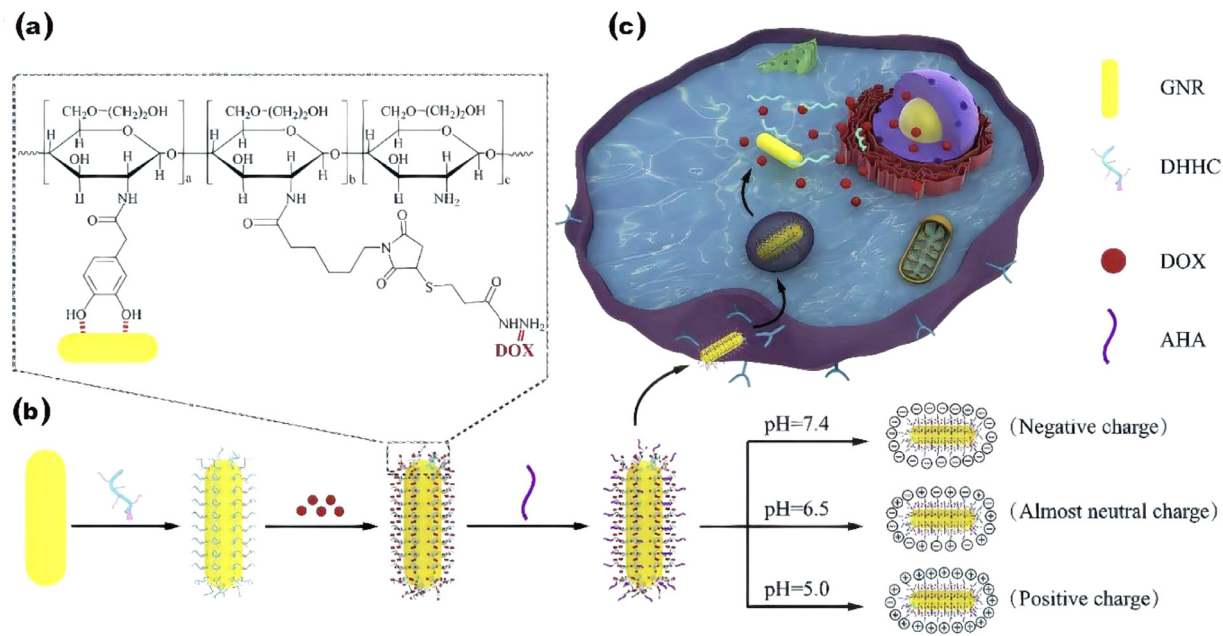 (a)
CH₂O-(CH₂)₂OH
CH₂O-(CH₂)₂OH
CH₂O-(CH₂)₂OH
H
O
H
H
O
H
H
O
H
OH
H
O
OH
H
O
OH
H
O
H
H
a
H
H
b
H
NH₂
c
NH
NH
O
O
O
N
O
S
O
HO
OH
NHNH₂
DOX
(c)
GNR
DHHC
DOX
AHA
(b)
pH=7.4
(Negative charge)
pH=6.5
(Almost neutral charge)
pH=5.0
(Positive charge)